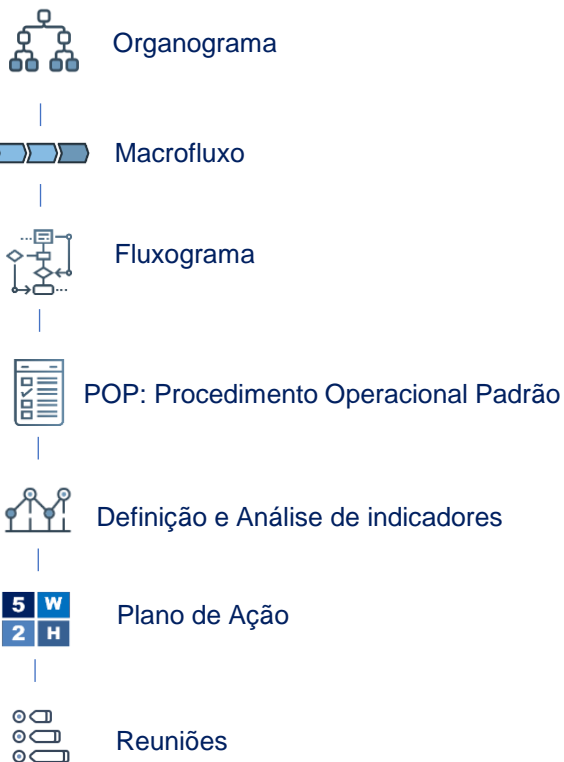 Organograma
Macrofluxo
Fluxograma
POP: Procedimento Operacional Padrão
Definição e Análise de indicadores
5 W
2 H
Plano de Ação
Reuniões